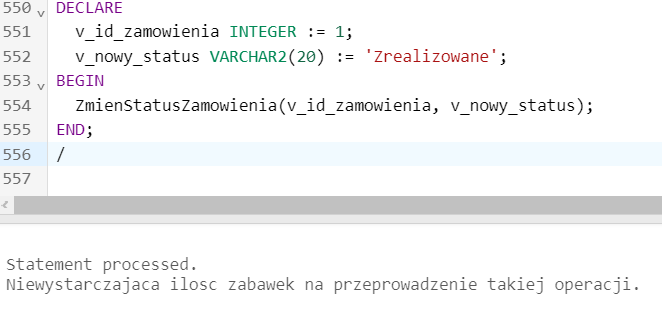 550 DECLARE
551 v_id_zamowienia INTEGER := 1;
552 v_nowy_status VARCHAR2(20) := 'Zrealizowane';
553 BEGIN
554 ZmienStatusZamowienia(v_id_zamowienia, v_nowy_status);
555 END;
556 /
557
Statement processed.
Niewystarczajaca ilosc zabawek na przeprowadzenie takiej operacji.